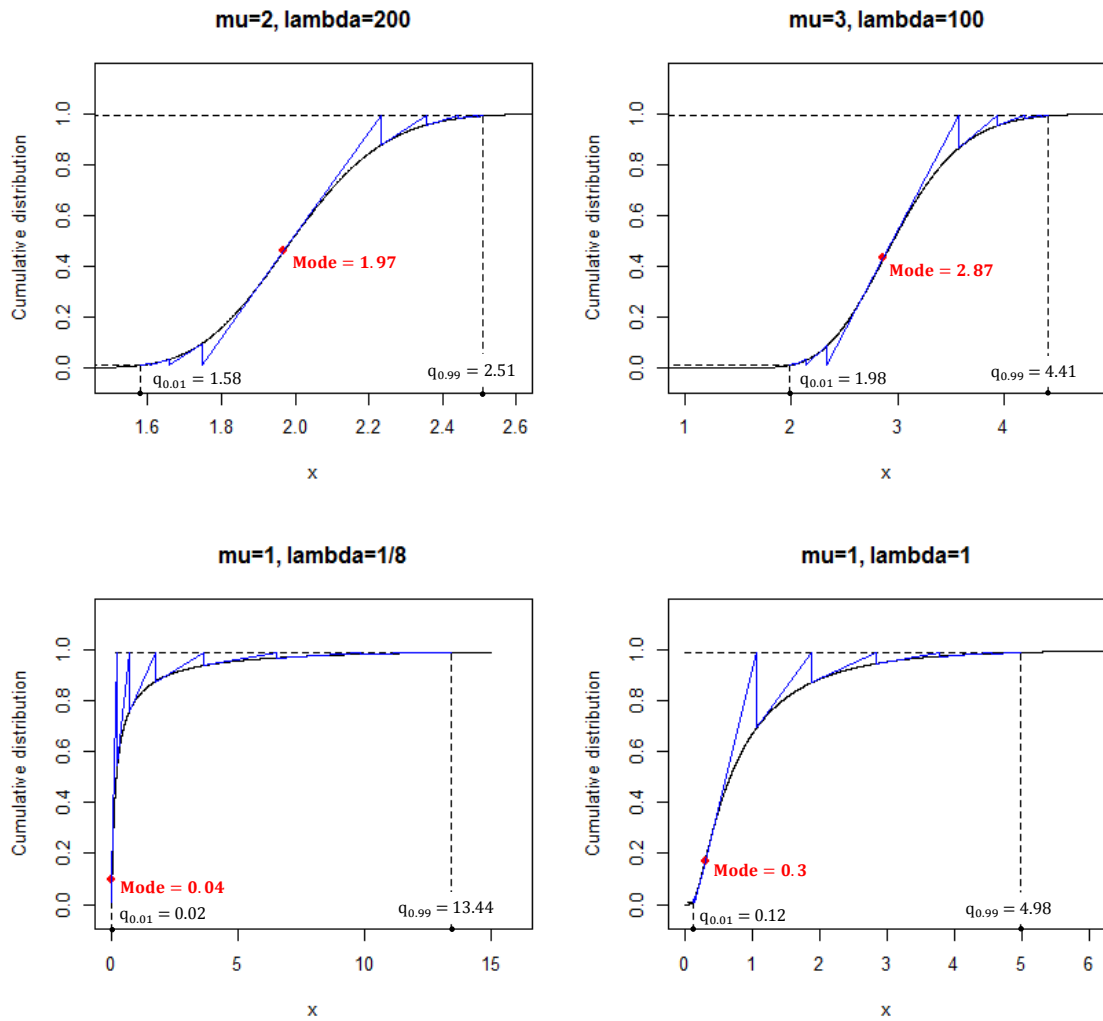 mu=2, lambda=200
Cumulative distribution
1.0
0.8
0.6
0.4
0.2
0.0
Mode = 1.97
q0.01 = 1.58
q0.99 = 2.51
1.6 1.8 2.0 2.2 2.4 2.6
x
mu=3, lambda=100
Cumulative distribution
1.0
0.8
0.6
0.4
0.2
0.0
Mode = 2.87
q0.01 = 1.98
q0.99 = 4.41
1 2 3 4
x
mu=1, lambda=1/8
Cumulative distribution
1.0
0.8
0.6
0.4
0.2
0.0
Mode = 0.04
q0.01 = 0.02
q0.99 = 13.44
0 5 10 15
x
mu=1, lambda=1
Cumulative distribution
1.0
0.8
0.6
0.4
0.2
0.0
Mode = 0.3
q0.01 = 0.12
q0.99 = 4.98
0 1 2 3 4 5 6
x